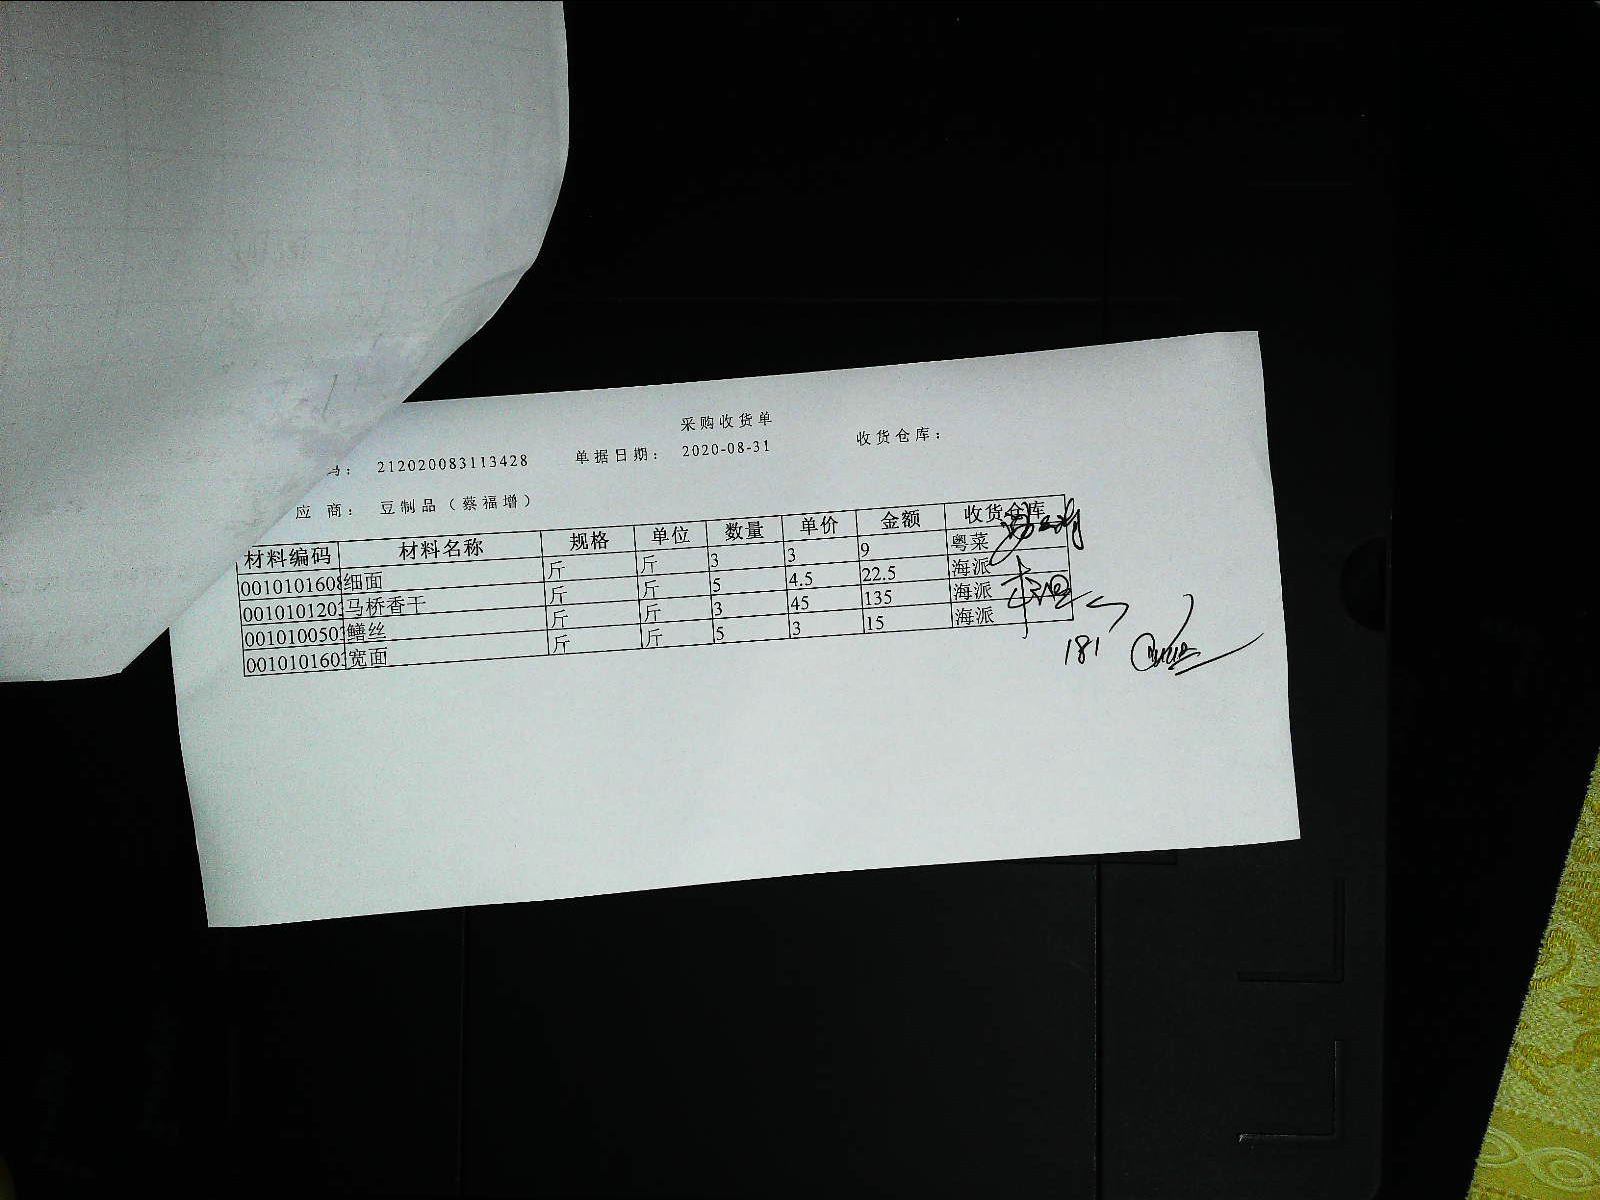 采购收货单
212020083113428 单据日期： 2020-08-31 收货仓库：
应商： 豆制品（蔡福增）
材料编码 材料名称 规格 单位 数量 单价 金额 收货仓库
0010101608 细面 斤 斤 3 3 9 粤菜
001010120 马桥香干 斤 斤 5 4.5 22.5 海派
001010050 鳝丝 斤 斤 3 45 135 海派
001010160 宽面 斤 斤 5 3 15 海派
181